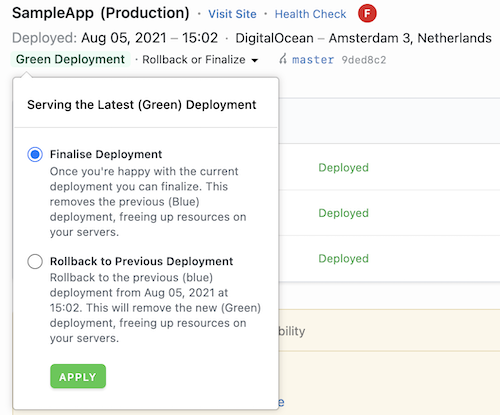 SampleApp (Production) · Visit Site · Health Check F
Deployed: Aug 05, 2021 – 15:02 · DigitalOcean – Amsterdam 3, Netherlands
Green Deployment · Rollback or Finalize master 9ded8c2
Serving the Latest (Green) Deployment
Finalise Deployment
Once you're happy with the current
deployment you can finalize. This
removes the previous (Blue)
deployment, freeing up resources on
your servers.
Deployed
Deployed
Deployed
Rollback to Previous Deployment
Rollback to the previous (blue)
deployment from Aug 05, 2021 at
15:02. This will remove the new (Green)
deployment, freeing up resources on
your servers.
bility
APPLY